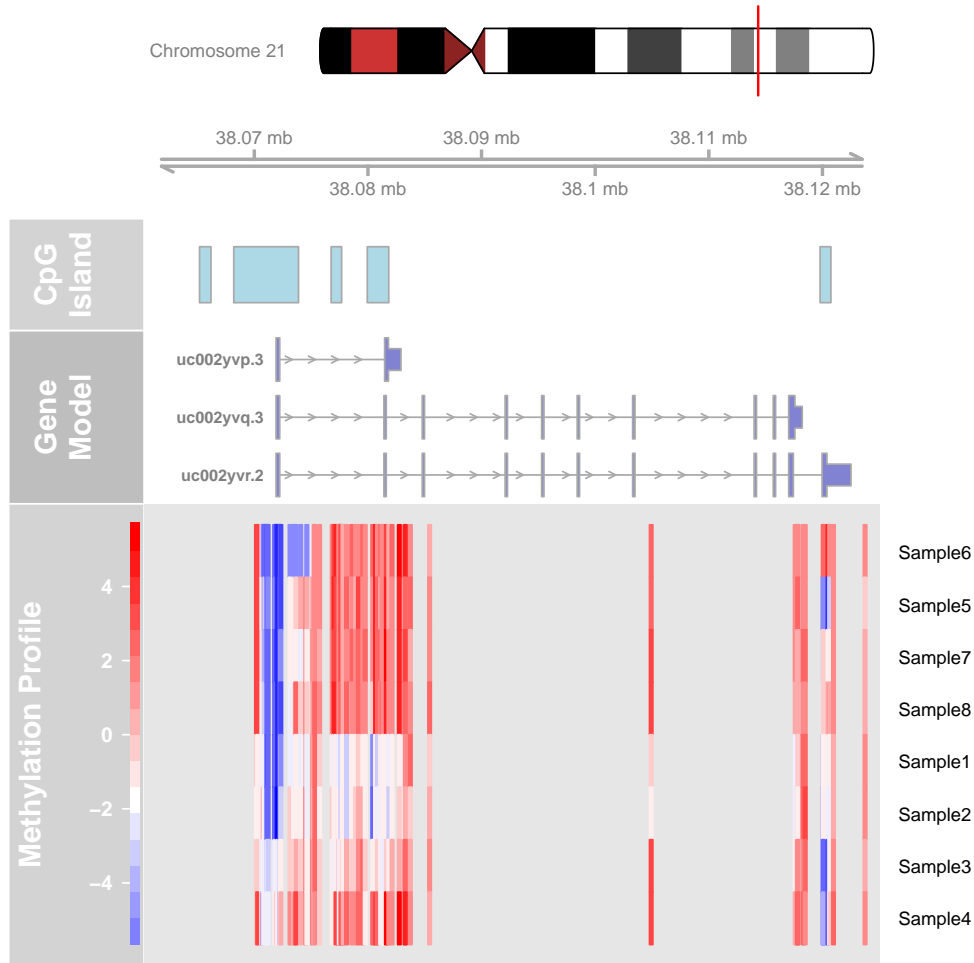 Chromosome 21
38.07 mb
38.09 mb
38.11 mb
38.08 mb
38.1 mb
38.12 mb
CpG
Island
Gene
Model
uc002yvp.3
uc002yvq.3
uc002yvr.2
Methylation Profile
4
2
0
−2
−4
Sample6
Sample5
Sample7
Sample8
Sample1
Sample2
Sample3
Sample4